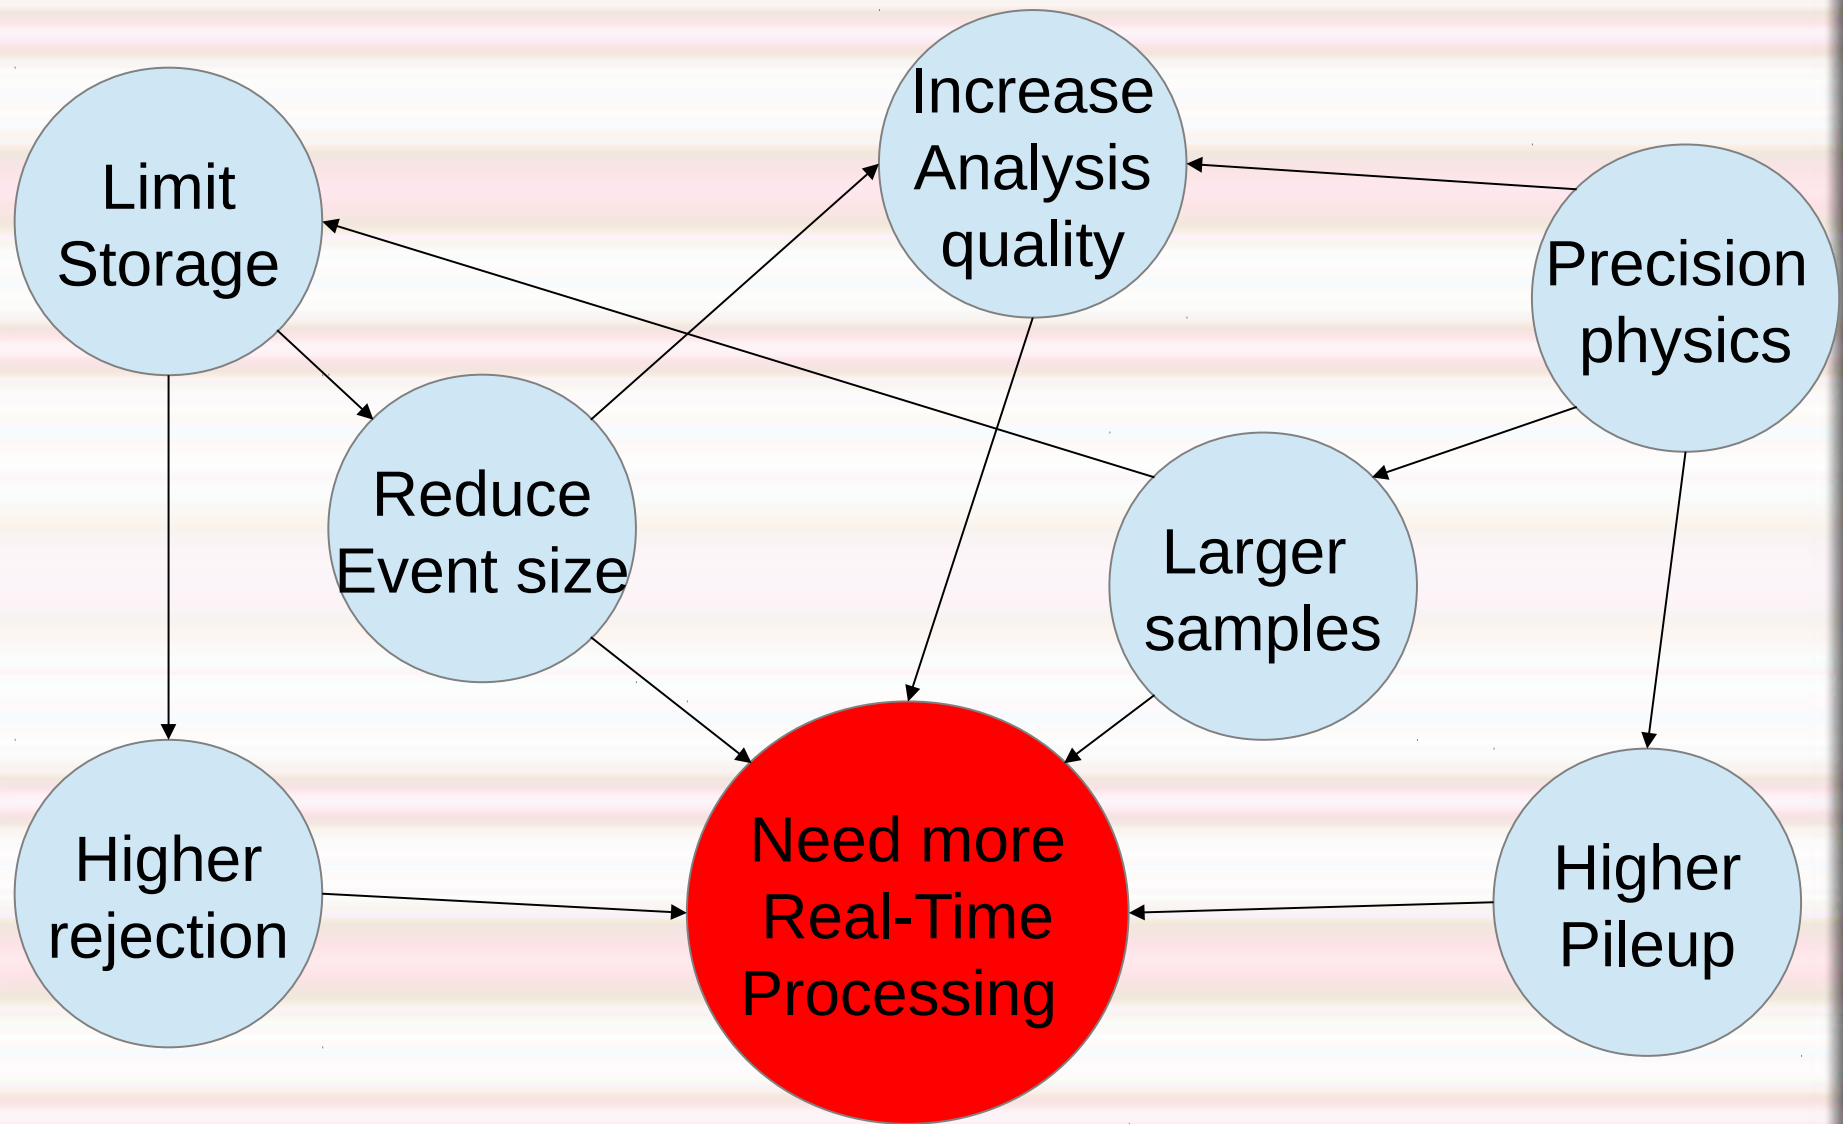 Limit
Storage
Increase
Analysis
quality
Precision
physics
Reduce
Event size
Larger
samples
Higher
rejection
Need more
Real-Time
Processing
Higher
Pileup